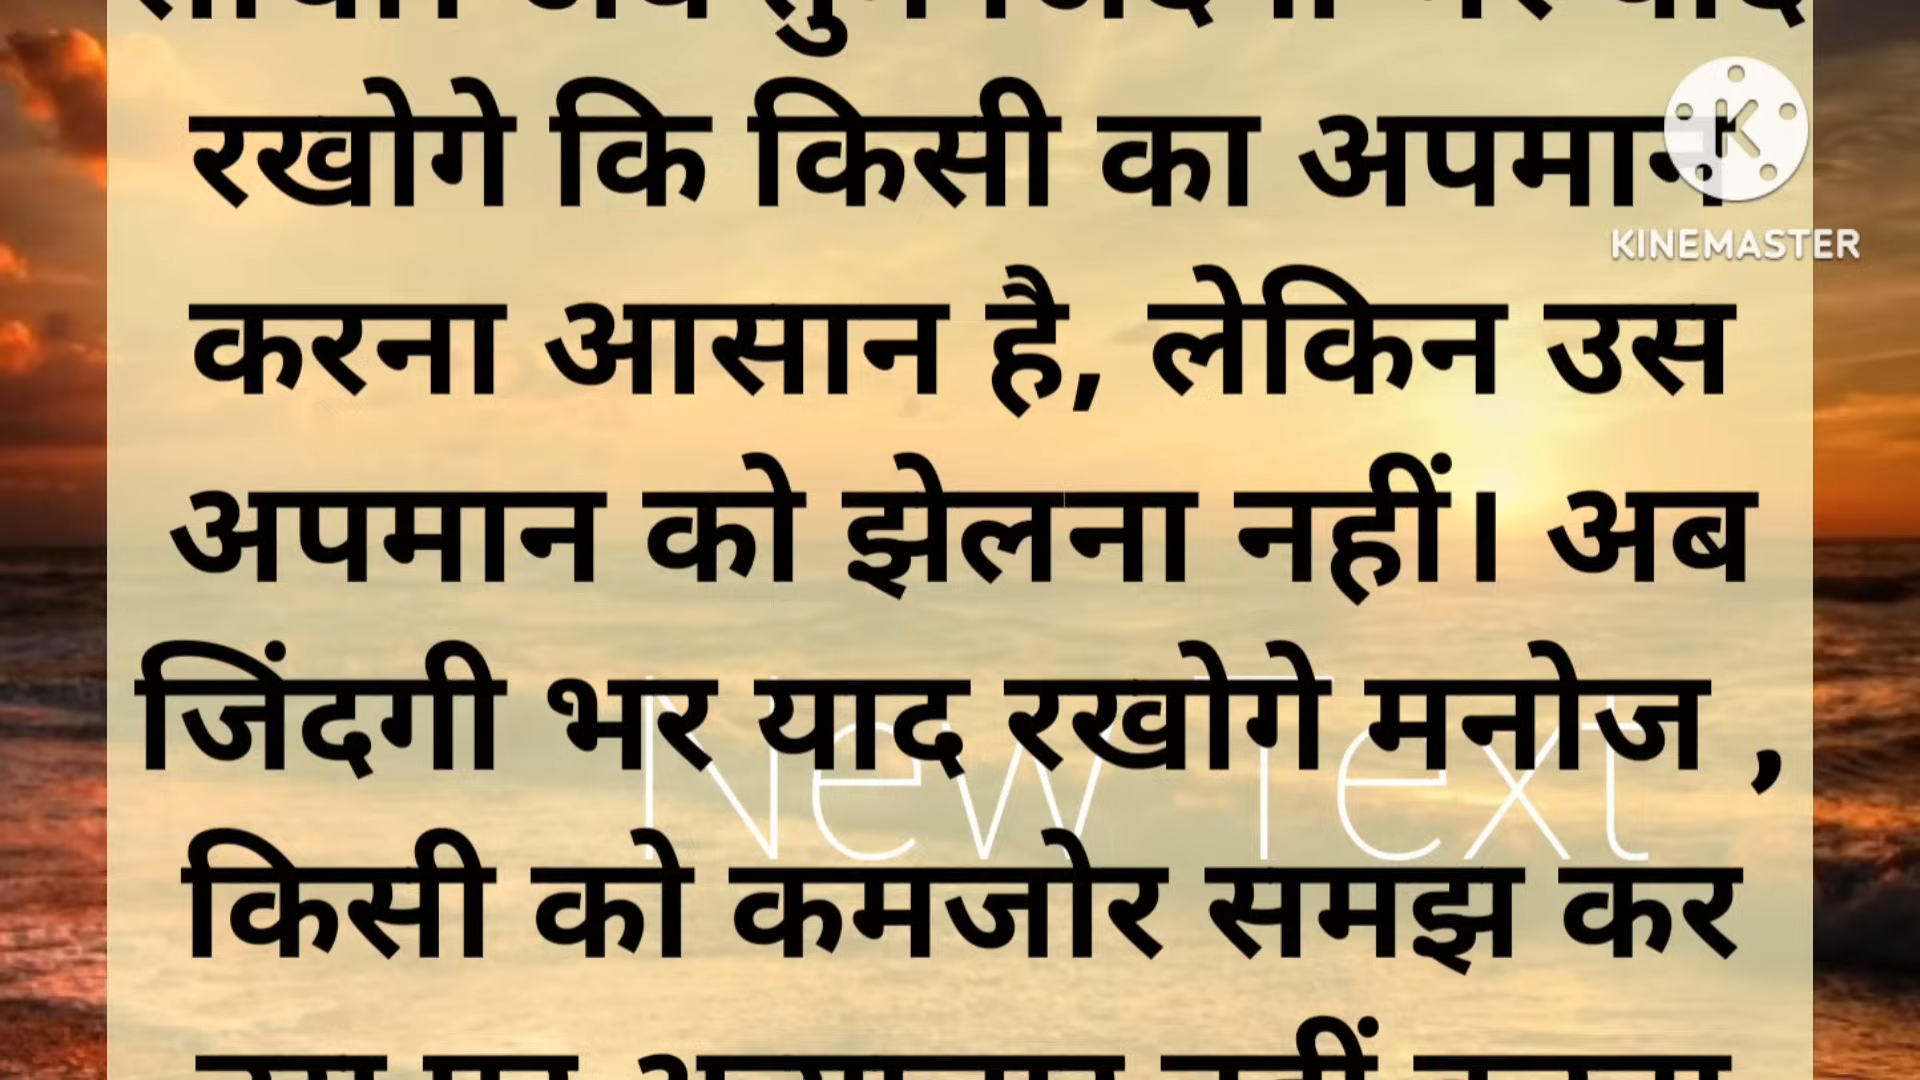 रखोगे कि किसी का अपमान
KINEMASTER
करना आसान है, लेकिन उस
अपमान को झेलना नहीं। अब
जिंदगी भर याद रखोगे मनोज ,
New Text
किसी को कमजोर समझ कर